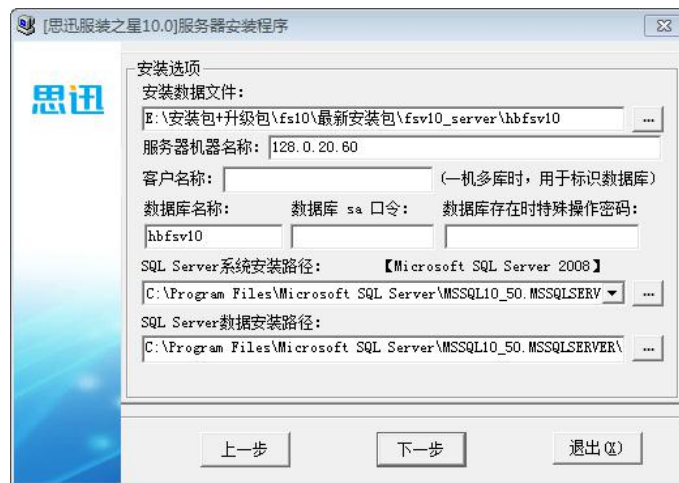 [思迅服装之星10.0]服务器安装程序
思迅
安装选项
安装数据文件:
E:\安装包+升级包\fs10\最新安装包\fsv10_server\hbfsv10
...
服务器机器名称: 128.0.20.60
客户名称: (一机多库时,用于标识数据库)
数据库名称: 数据库 sa 口令: 数据库存在时特殊操作密码:
hbfsv10
SQL Server系统安装路径: 【Microsoft SQL Server 2008】
C:\Program Files\Microsoft SQL Server\MSSQL10_50.MSSQLSERV
...
SQL Server数据安装路径:
C:\Program Files\Microsoft SQL Server\MSSQL10_50.MSSQLSERVER\
...
上一步 下一步 退出(X)